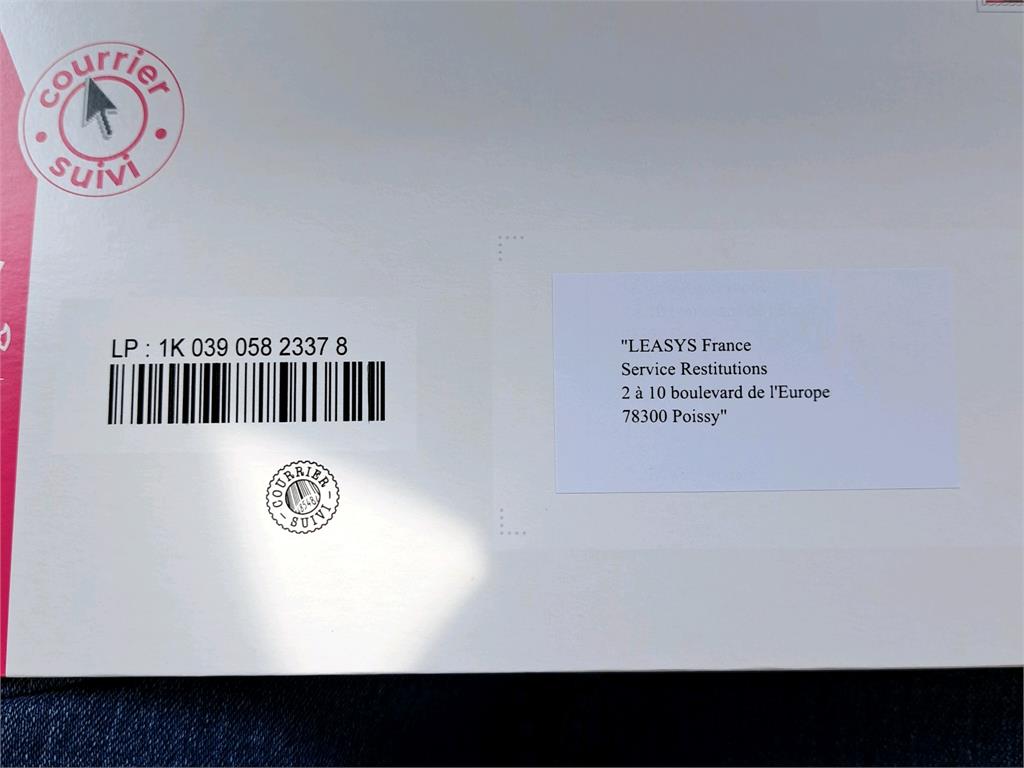 courrier
suivi
LP : 1K 039 058 2337 8
COURRIER
SUIVI
"LEASYS France
Service Restitutions
2 à 10 boulevard de l'Europe
78300 Poissy"